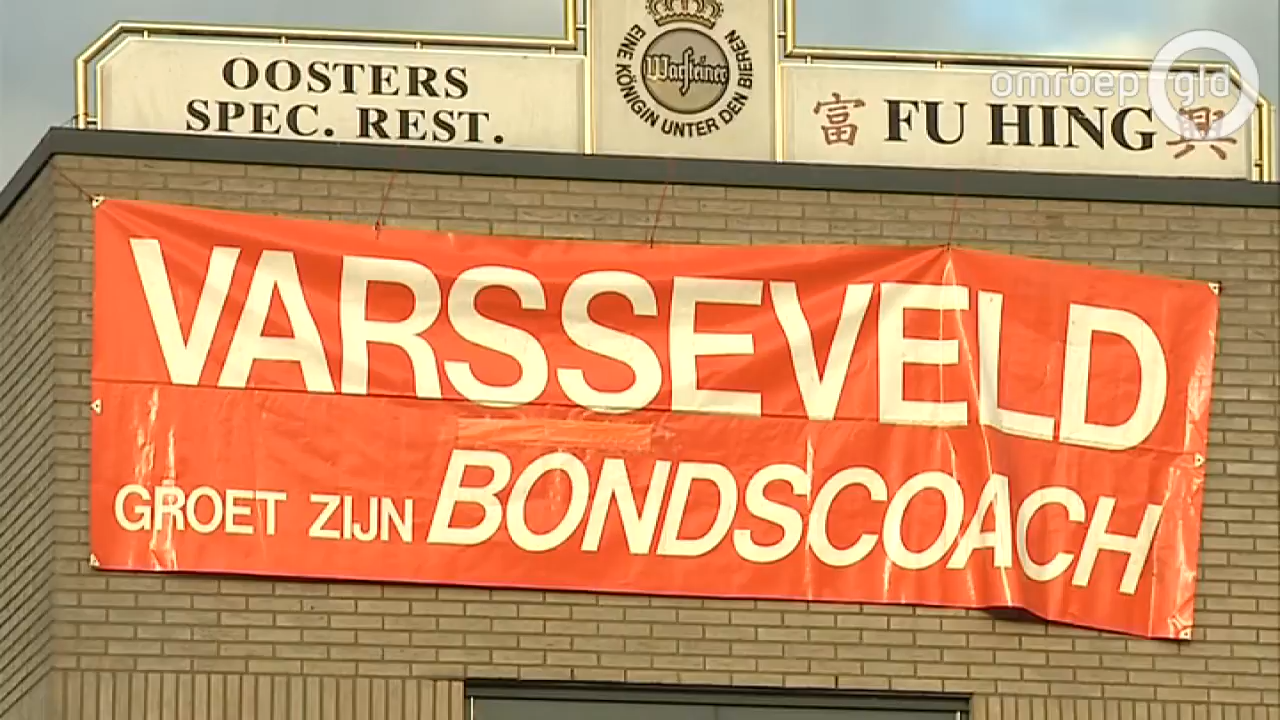 OOSTERS
SPEC. REST.
EINE KÖNIGIN UNTER DEN BIEREN
Warsteiner
富 FU HING 興
omroep gld
VARSSEVELD
GROET ZIJN BONDSCOACH